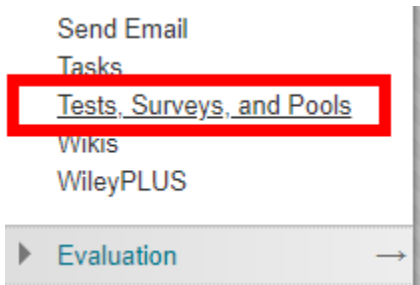 Send Email
Tasks
Tests, Surveys, and Pools
Wikis
WileyPLUS
Evaluation →